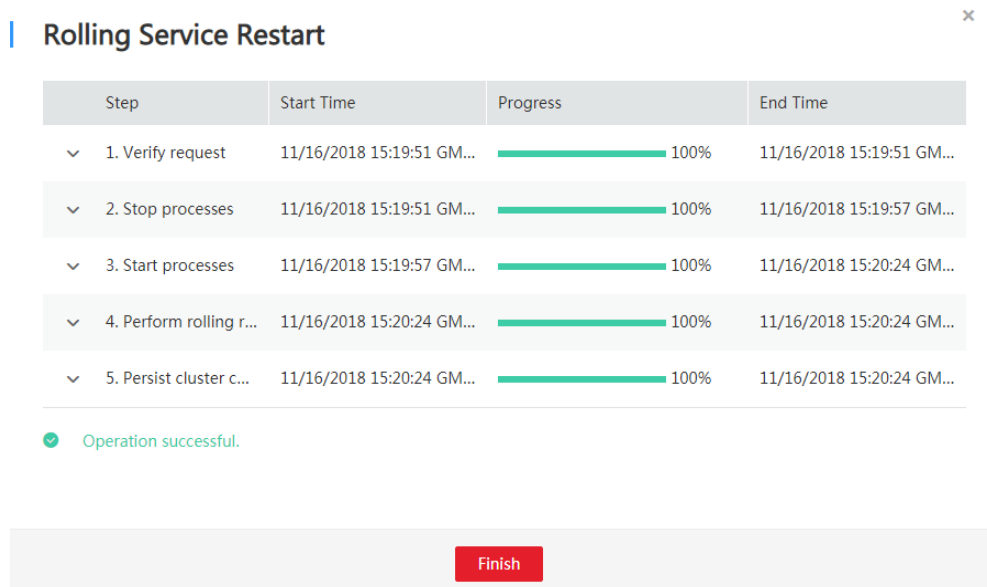 ×
Rolling Service Restart
Step Start Time Progress End Time
1. Verify request 11/16/2018 15:19:51 GM... 100% 11/16/2018 15:19:51 GM...
2. Stop processes 11/16/2018 15:19:51 GM... 100% 11/16/2018 15:19:57 GM...
3. Start processes 11/16/2018 15:19:57 GM... 100% 11/16/2018 15:20:24 GM...
4. Perform rolling r... 11/16/2018 15:20:24 GM... 100% 11/16/2018 15:20:24 GM...
5. Persist cluster c... 11/16/2018 15:20:24 GM... 100% 11/16/2018 15:20:24 GM...
Operation successful.
Finish